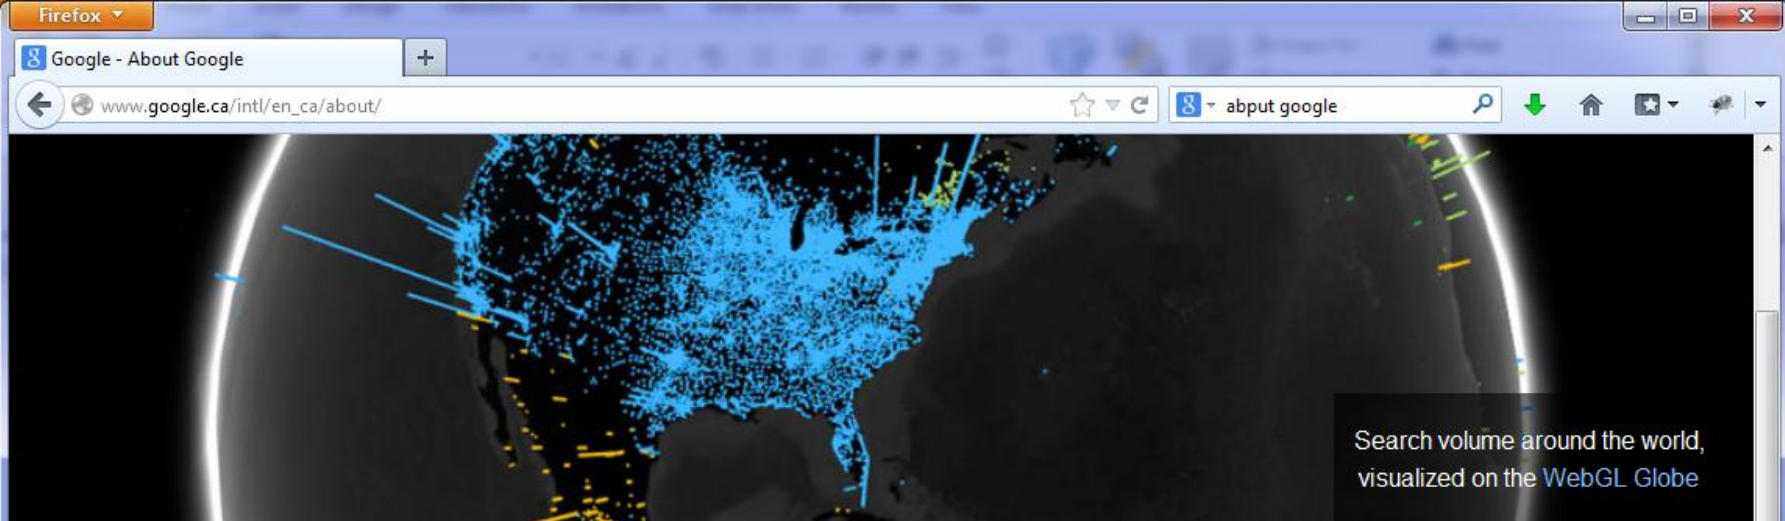 Firefox
Google - About Google
www.google.ca/intl/en_ca/about/
abput google
Search volume around the world,
visualized on the WebGL Globe